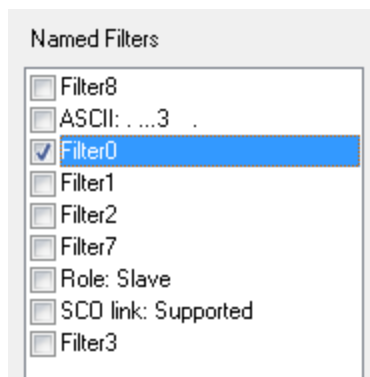 Named Filters
Filter8
ASCII: . ...3 .
Filter0
Filter1
Filter2
Filter7
Role: Slave
SCO link: Supported
Filter3